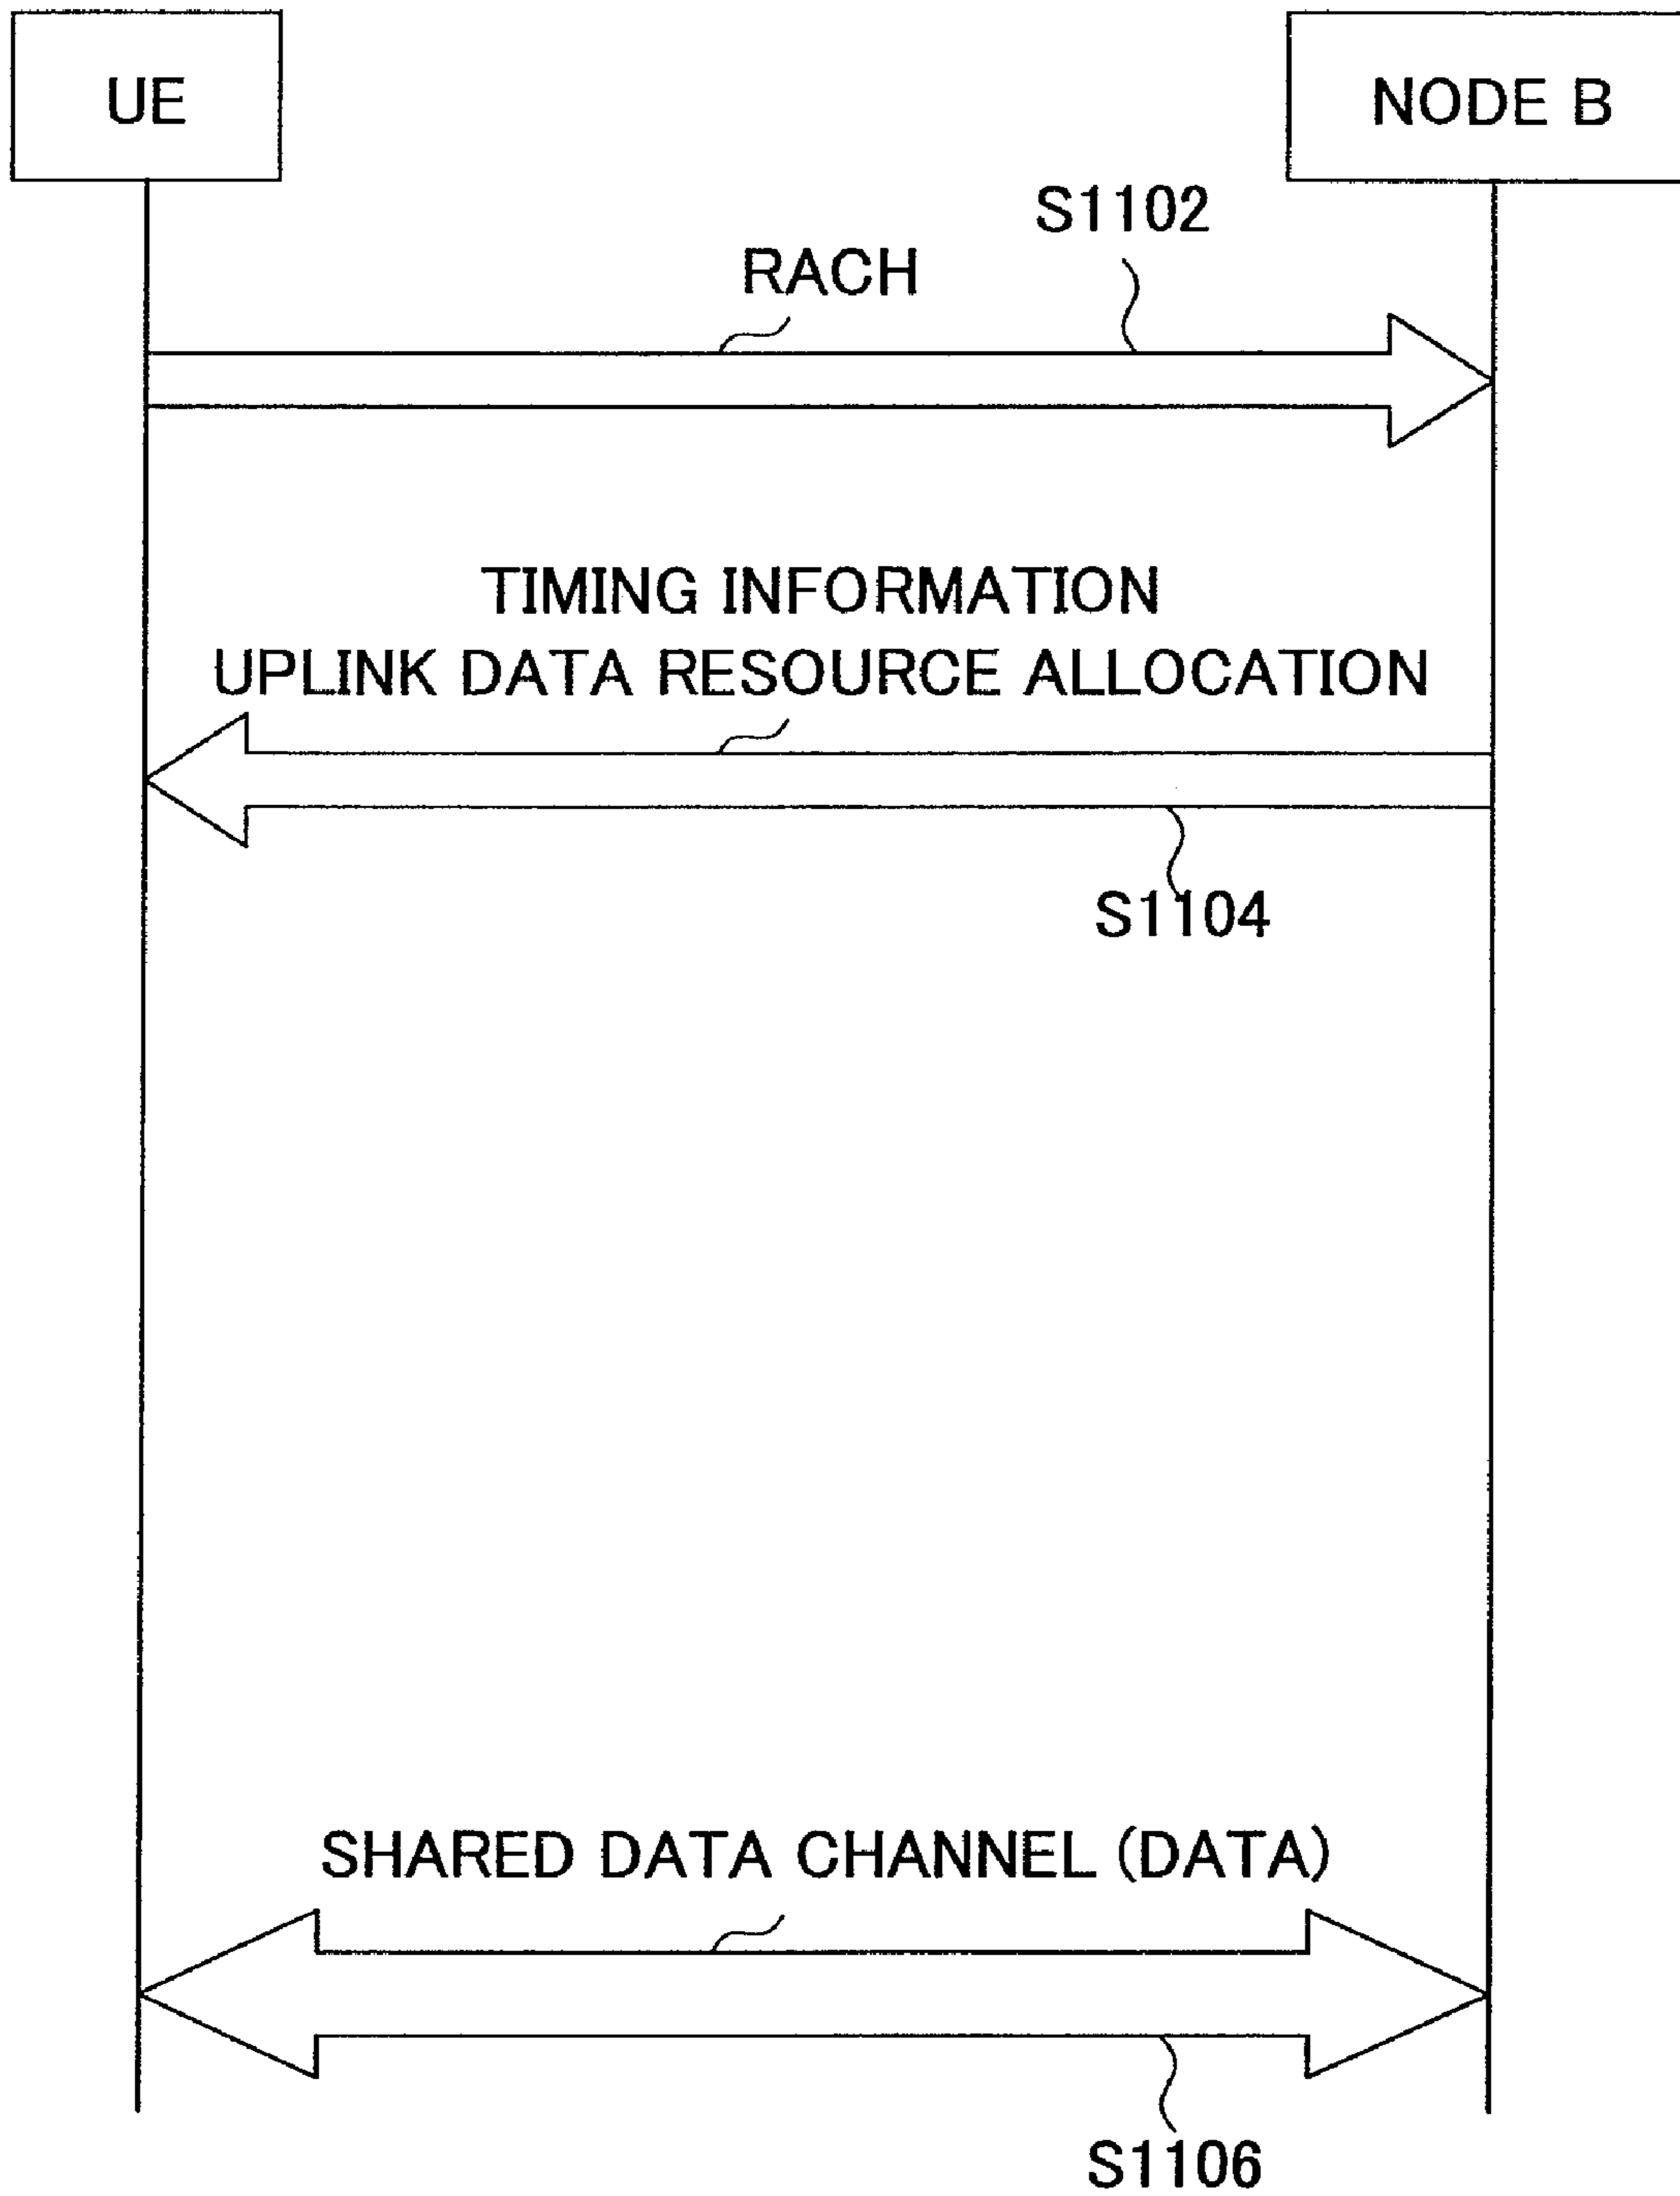 UE
NODE B
S1102
RACH
TIMING INFORMATION
UPLINK DATA RESOURCE ALLOCATION
S1104
SHARED DATA CHANNEL (DATA)
S1106